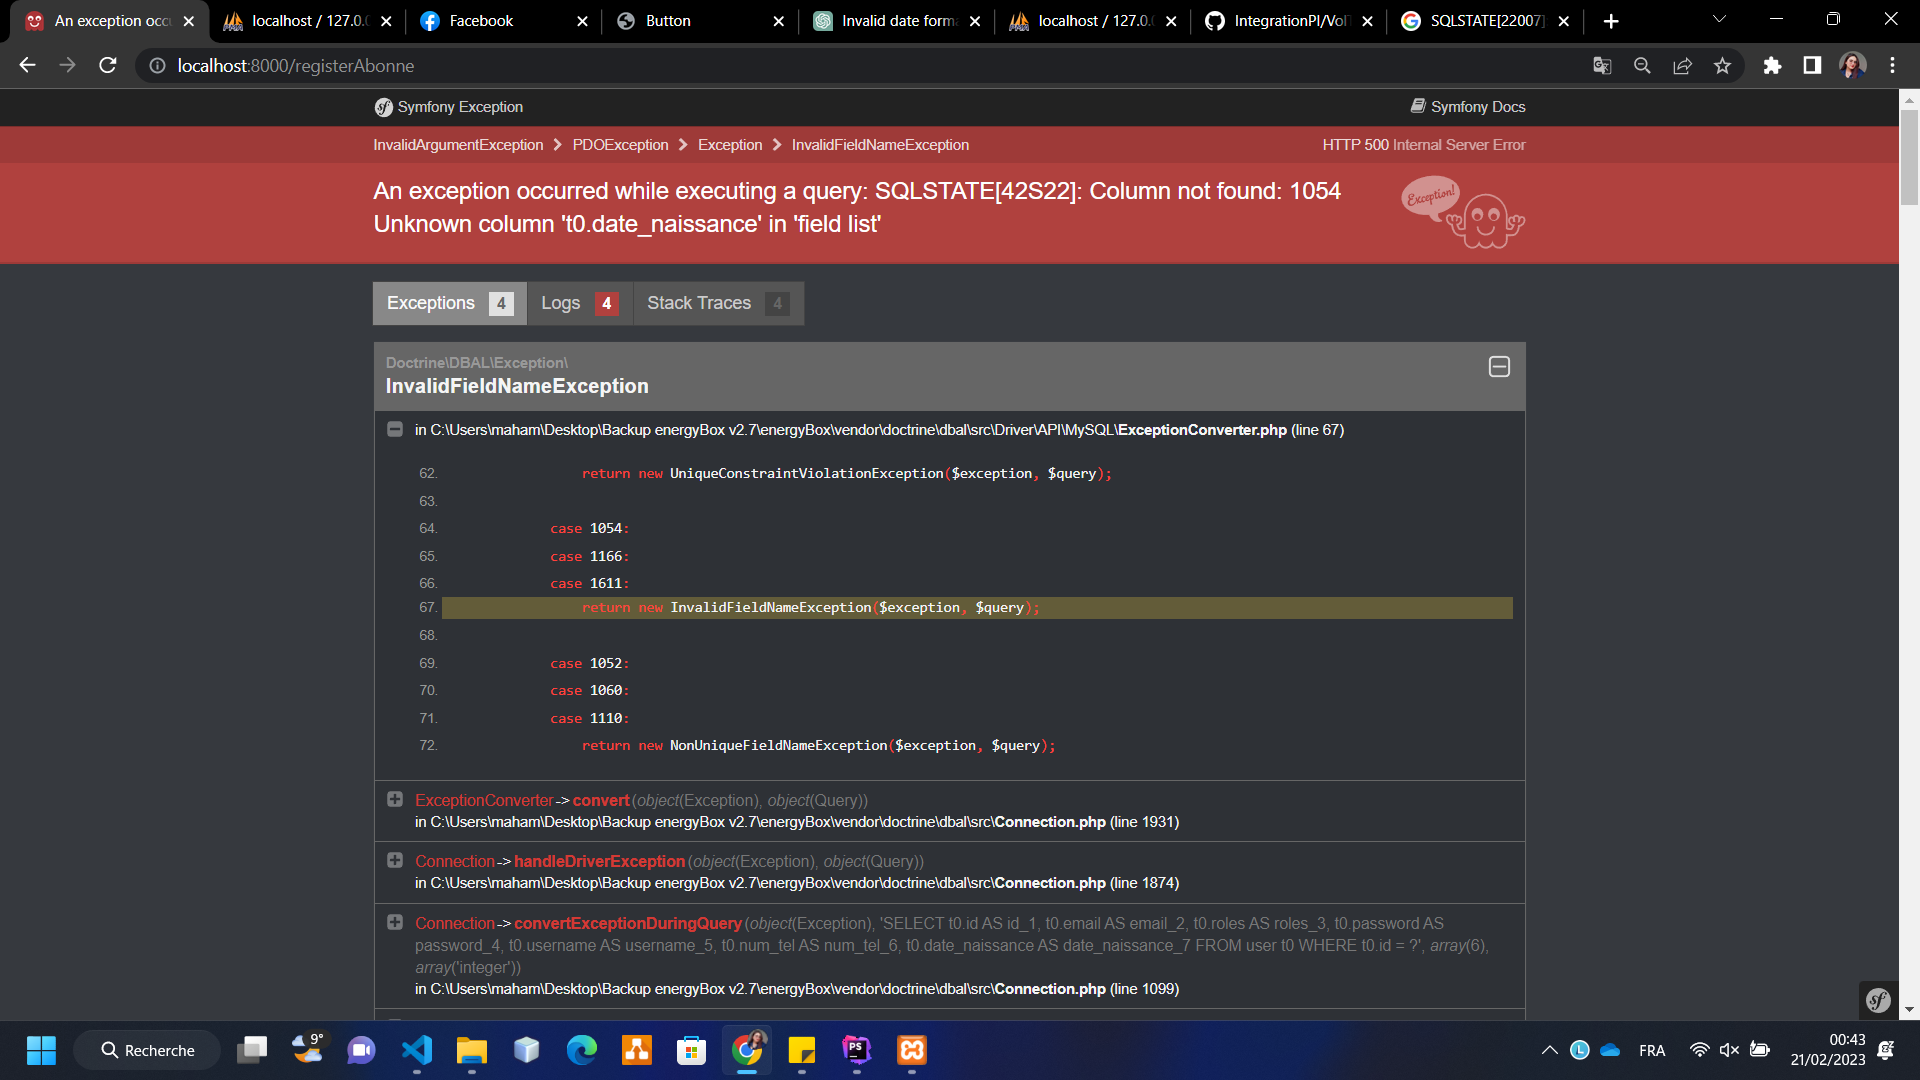 An exception occu
localhost / 127.0.0
Facebook
Button
Invalid date forma
localhost / 127.0.0
IntegrationPI/VolT
SQLSTATE[22007]
localhost:8000/registerAbonne
Symfony Exception
Symfony Docs
InvalidArgumentException
PDOException
Exception
InvalidFieldNameException
HTTP 500 Internal Server Error
An exception occurred while executing a query: SQLSTATE[42S22]: Column not found: 1054
Unknown column 't0.date_naissance' in 'field list'
Exception!
Exceptions 4
Logs 4
Stack Traces 4
Doctrine\DBAL\Exception\
InvalidFieldNameException
in C:\Users\maham\Desktop\Backup energyBox v2.7\energyBox\vendor\doctrine\dbal\src\Driver\API\MySQL\ExceptionConverter.php (line 67)
62. return new UniqueConstraintViolationException($exception, $query);
63.
64. case 1054:
65. case 1166:
66. case 1611:
67. return new InvalidFieldNameException($exception, $query);
68.
69. case 1052:
70. case 1060:
71. case 1110:
72. return new NonUniqueFieldNameException($exception, $query);
ExceptionConverter->convert(object(Exception), object(Query))
in C:\Users\maham\Desktop\Backup energyBox v2.7\energyBox\vendor\doctrine\dbal\src\Connection.php (line 1931)
Connection->handleDriverException(object(Exception), object(Query))
in C:\Users\maham\Desktop\Backup energyBox v2.7\energyBox\vendor\doctrine\dbal\src\Connection.php (line 1874)
Connection->convertExceptionDuringQuery(object(Exception), 'SELECT t0.id AS id_1, t0.email AS email_2, t0.roles AS roles_3, t0.password AS
password_4, t0.username AS username_5, t0.num_tel AS num_tel_6, t0.date_naissance AS date_naissance_7 FROM user t0 WHERE t0.id = ?', array(6),
array('integer'))
in C:\Users\maham\Desktop\Backup energyBox v2.7\energyBox\vendor\doctrine\dbal\src\Connection.php (line 1099)
sf
Recherche
9°
PS
FRA
00:43
21/02/2023